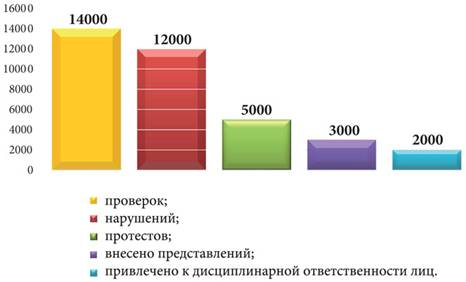 16000
14000
14000
12000
12000
10000
8000
6000
5000
4000
3000
2000
2000
0
проверок;
нарушений;
протестов;
внесено представлений;
привлечено к дисциплинарной ответственности лиц.